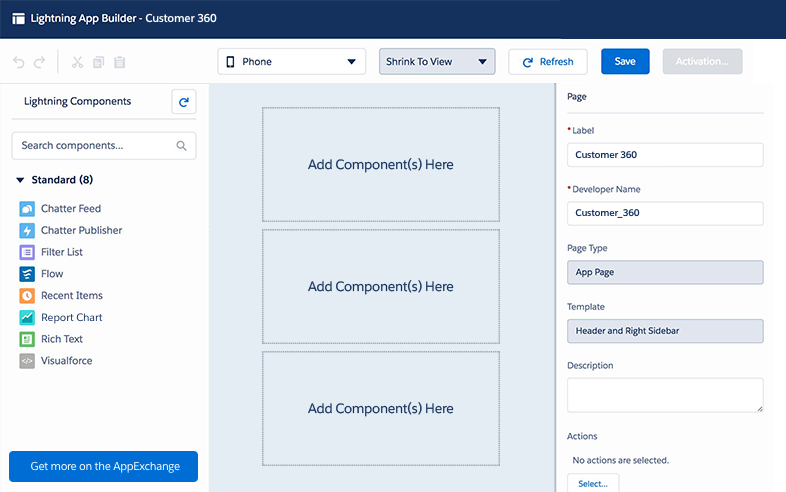 Lightning App Builder - Customer 360
Phone
Shrink To View
Refresh
Save
Activation...
Lightning Components
Search components...
Standard (8)
Chatter Feed
Chatter Publisher
Filter List
Flow
Recent Items
Report Chart
Rich Text
Visualforce
Get more on the AppExchange
Add Component(s) Here
Add Component(s) Here
Add Component(s) Here
Page
* Label
Customer 360
* Developer Name
Customer_360
Page Type
App Page
Template
Header and Right Sidebar
Description
Actions
No actions are selected.
Select...